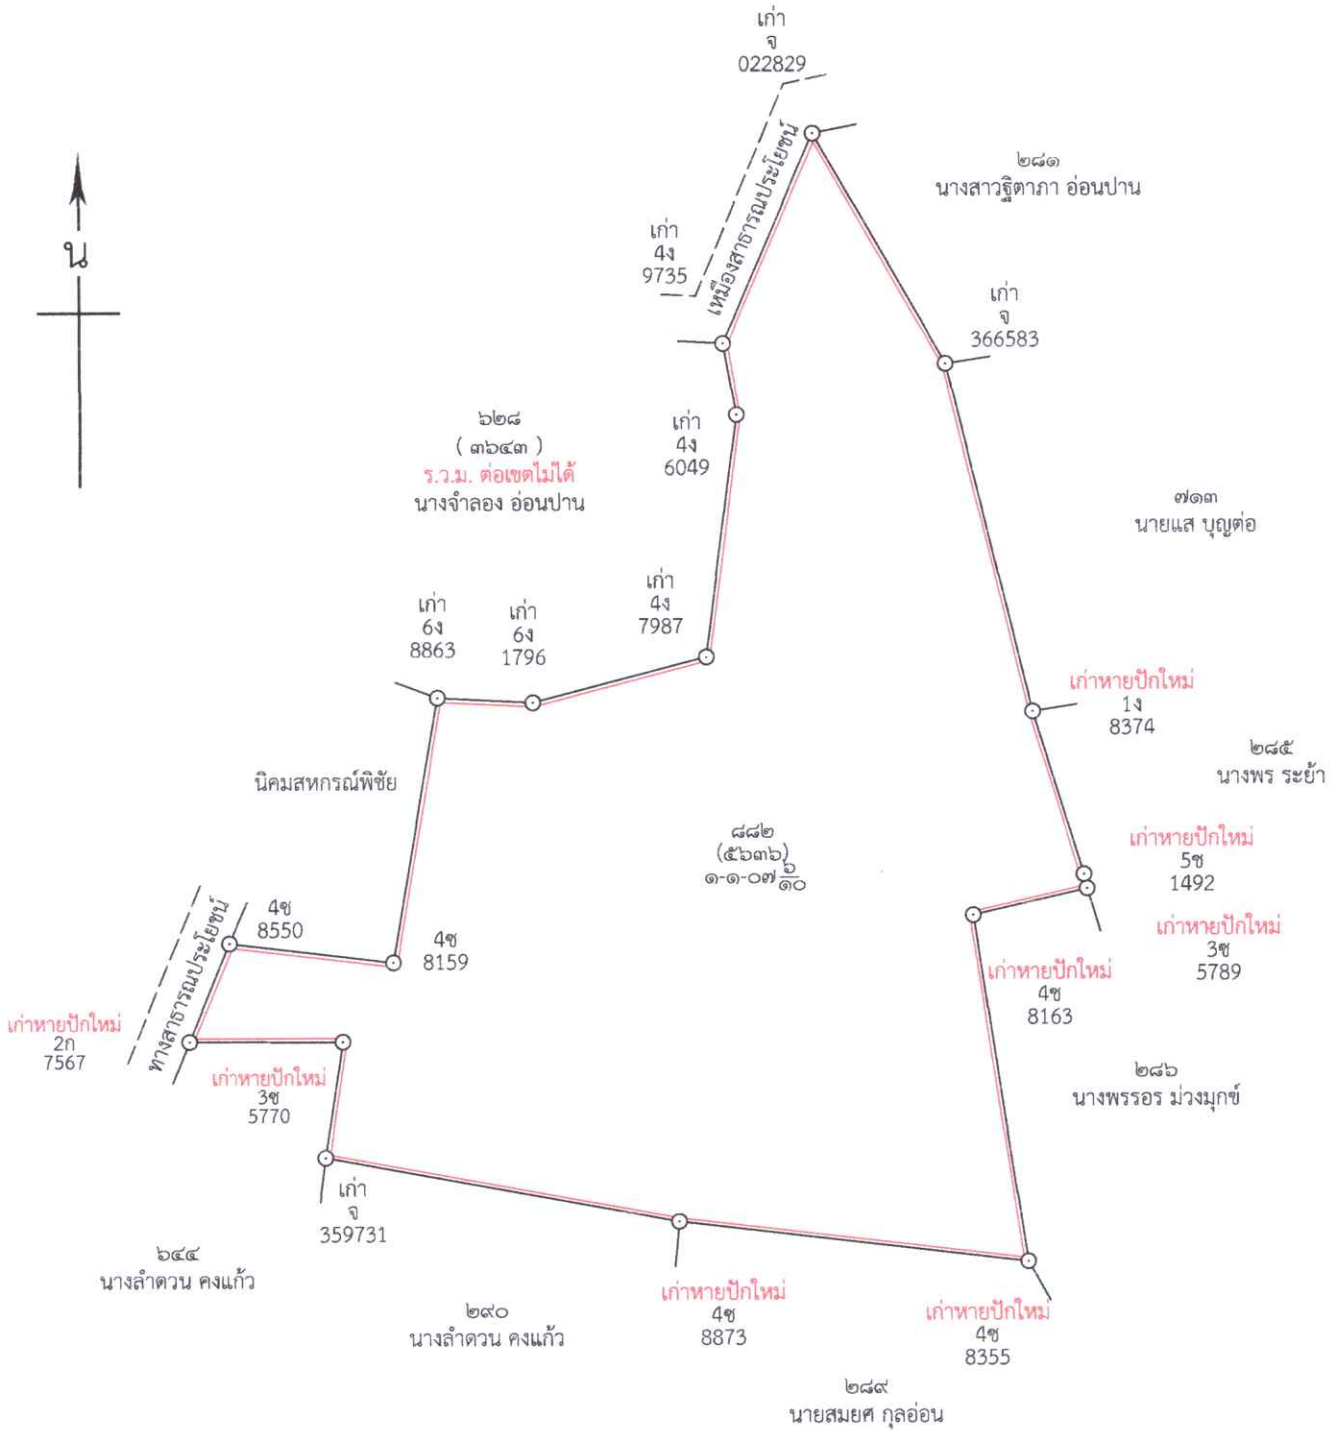 เก่า
จ
022829
เหมืองสาธารณประโยชน์
๒๘๑
นางสาวฐิตาภา อ่อนปาน
น
เก่า
4ง
9735
เก่า
จ
366583
๖๒๘
( ๓๖๔๓ )
ร.ว.ม. ต่อเขตไม่ได้
นางจำลอง อ่อนปาน
เก่า
4ง
6049
๗๑๓
นายแส บุญต่อ
เก่า
6ง
8863
เก่า
6ง
1796
เก่า
4ง
7987
เก่าหายปักใหม่
1ง
8374
๒๘๕
นางพร ระย้า
นิคมสหกรณ์พิชัย
๘๘๒
(๕๖๓๖)
๑-๑-๐๗ ๖/๑๐
เก่าหายปักใหม่
5ช
1492
4ช
8550
4ช
8159
เก่าหายปักใหม่
3ช
5789
เก่าหายปักใหม่
4ช
8163
ทางสาธารณประโยชน์
เก่าหายปักใหม่
2ก
7567
เก่าหายปักใหม่
3ช
5770
๒๘๖
นางพรรอร ม่วงมุกข์
เก่า
จ
359731
๖๔๔
นางลำดวน คงแก้ว
๒๙๐
นางลำดวน คงแก้ว
เก่าหายปักใหม่
4ช
8873
เก่าหายปักใหม่
4ช
8355
๒๘๙
นายสมยศ กุลอ่อน